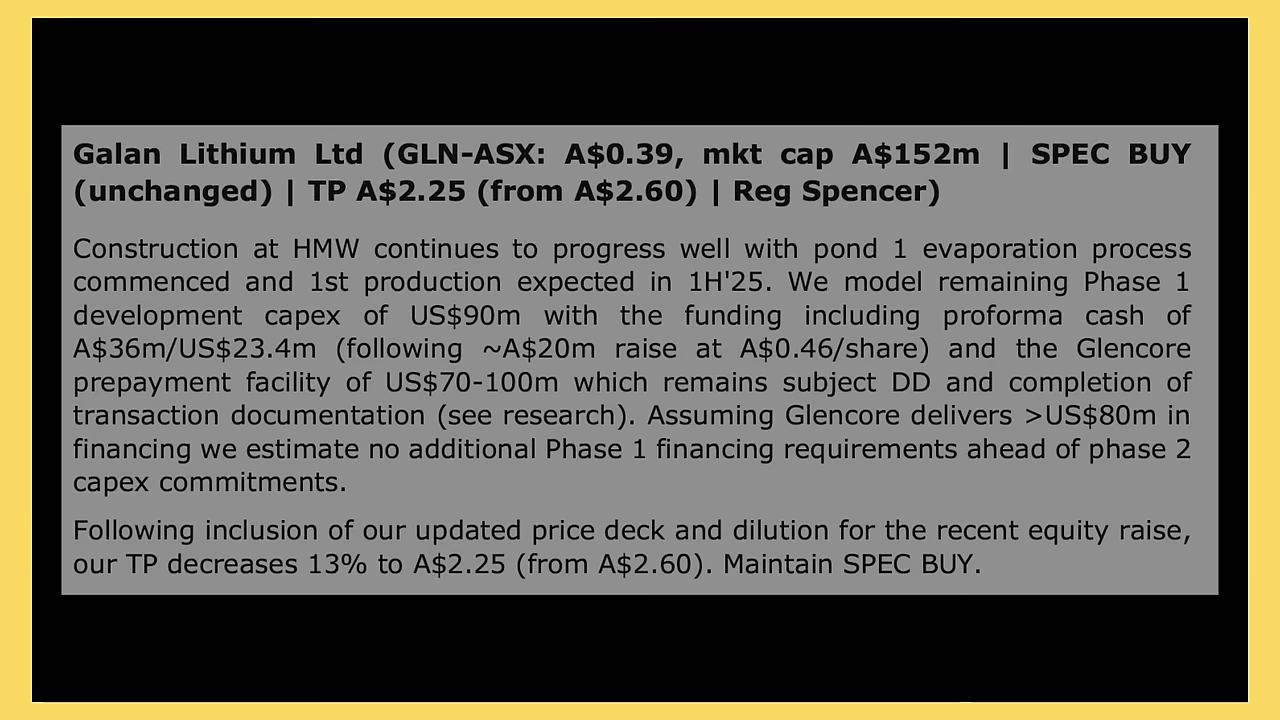 Galan Lithium Ltd (GLN-ASX: A$0.39, mkt cap A$152m | SPEC BUY
(unchanged) | TP A$2.25 (from A$2.60) | Reg Spencer)
Construction at HMW continues to progress well with pond 1 evaporation process
commenced and 1st production expected in 1H'25. We model remaining Phase 1
development capex of US$90m with the funding including proforma cash of
A$36m/US$23.4m (following ~A$20m raise at A$0.46/share) and the Glencore
prepayment facility of US$70-100m which remains subject DD and completion of
transaction documentation (see research). Assuming Glencore delivers >US$80m in
financing we estimate no additional Phase 1 financing requirements ahead of phase 2
capex commitments.
Following inclusion of our updated price deck and dilution for the recent equity raise,
our TP decreases 13% to A$2.25 (from A$2.60). Maintain SPEC BUY.